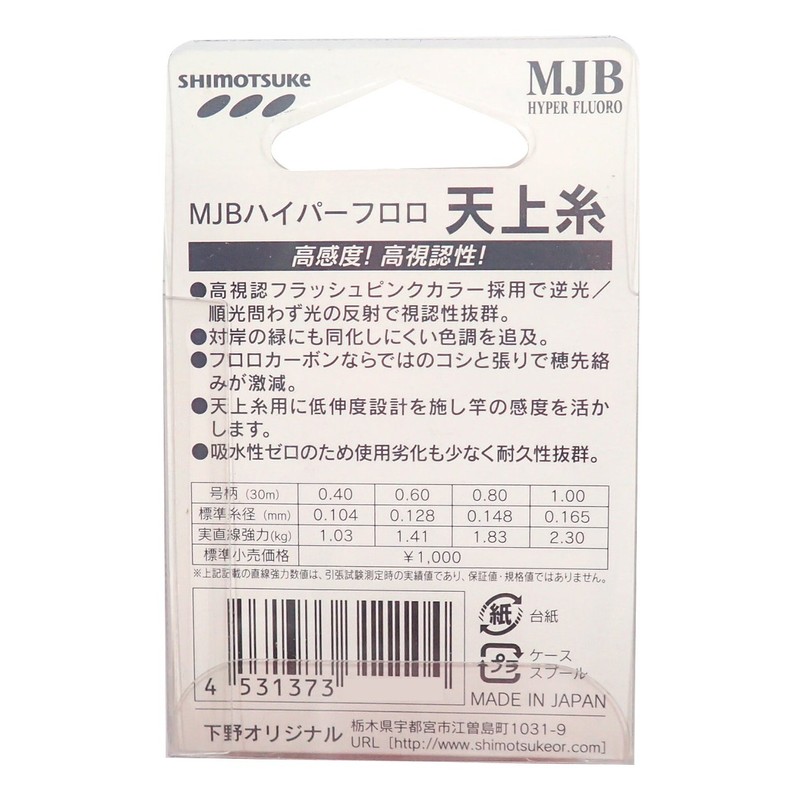 SHIMOTSUKE
MJB
HYPER FLUORO
MJBハイパーフロロ 天上糸
高感度! 高視認性!
●高視認フラッシュピンクカラー採用で逆光／
順光問わず光の反射で視認性抜群。
●対岸の緑にも同化しにくい色調を追及。
●フロロカーボンならではのコシと張りで穂先絡
みが激減。
●天上糸用に低伸度設計を施し竿の感度を活か
します。
●吸水性ゼロのため使用劣化も少なく耐久性抜群。
号柄 (30m) 0.40 0.60 0.80 1.00
標準糸径 (mm) 0.104 0.128 0.148 0.165
実直線強力(kg) 1.03 1.41 1.83 2.30
標準小売価格 ￥1,000
※上記記載の直線強力数値は、引張試験測定時の実績値であり、保証値・規格値ではありません。
紙 台紙
プラ ケース
スプール
4 531373
MADE IN JAPAN
下野オリジナル 栃木県宇都宮市江曽島町1031-9
URL [http://www.shimotsukeor.com]